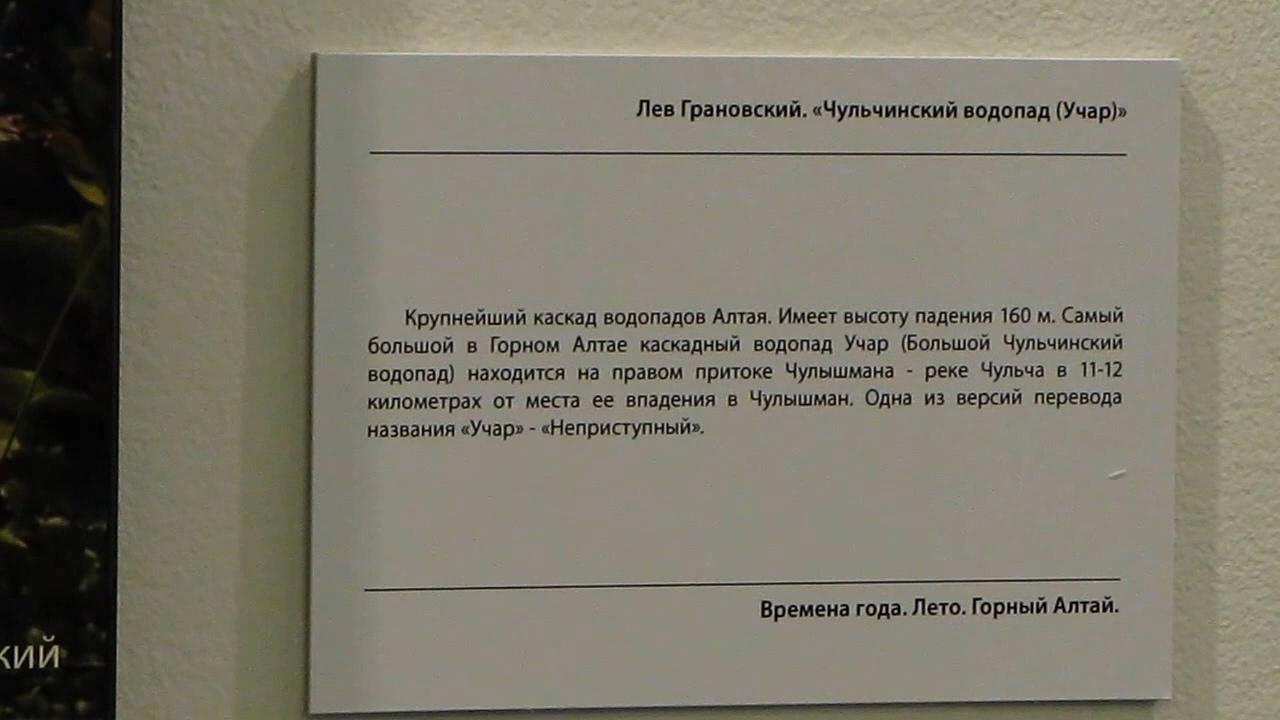 Лев Грановский. «Чульчинский водопад (Учар)»
Крупнейший каскад водопадов Алтая. Имеет высоту падения 160 м. Самый
большой в Горном Алтае каскадный водопад Учар (Большой Чульчинский
водопад) находится на правом притоке Чулышмана - реке Чульча в 11-12
километрах от места ее впадения в Чулышман. Одна из версий перевода
названия «Учар» - «Неприступный».
Времена года. Лето. Горный Алтай.